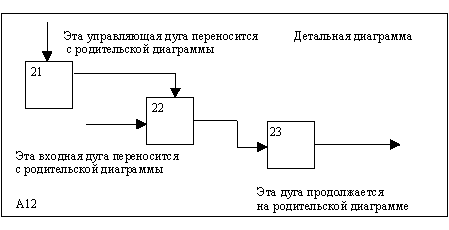 Эта управляющая дуга переносится
с родительской диаграммы
Детальная диаграмма
21
22
23
Эта входная дуга переносится
с родительской диаграммы
Эта дуга продолжается
на родительской диаграмме
А12